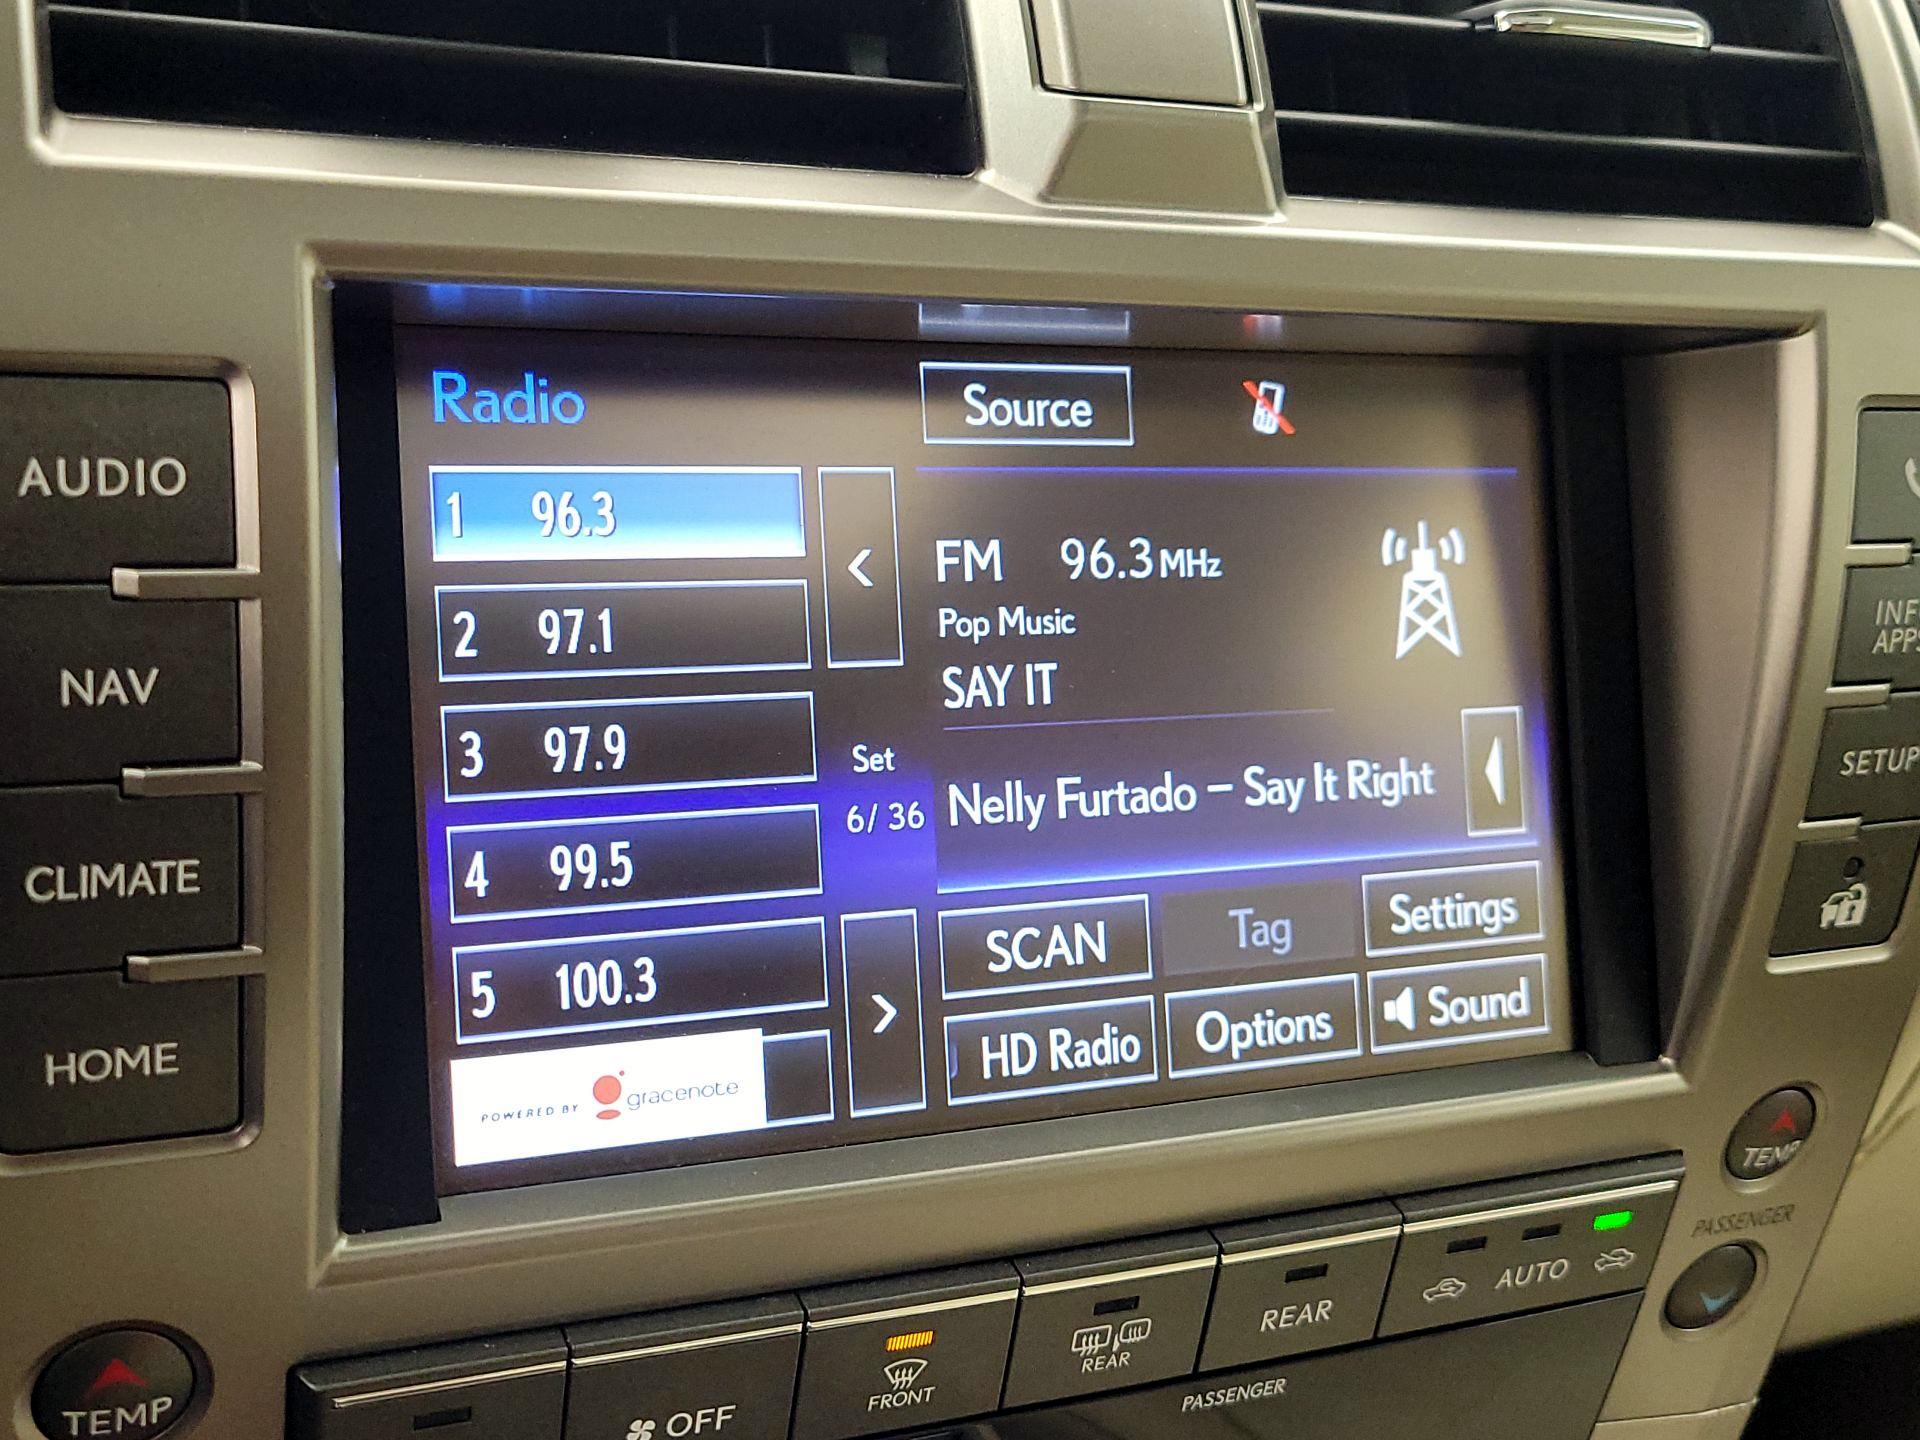 Radio
Source
AUDIO
1 96.3
<
FM 96.3 MHz
2 97.1
Pop Music
SAY IT
NAV
3 97.9
Set
SETUP
6/ 36
Nelly Furtado – Say It Right
4 99.5
CLIMATE
SCAN
Tag
Settings
5 100.3
>
HD Radio
Options
Sound
HOME
POWERED BY gracenote
TEMP
PASSENGER
AUTO
REAR
REAR
FRONT
PASSENGER
OFF
TEMP